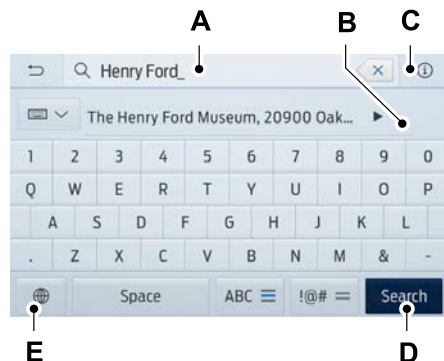 A
B
C
Henry Ford_
The Henry Ford Museum, 20900 Oak...
1 2 3 4 5 6 7 8 9 0
Q W E R T Y U I O P
A S D F G H J K L
. Z X C V B N M & -
Space ABC !@# Search
E
D